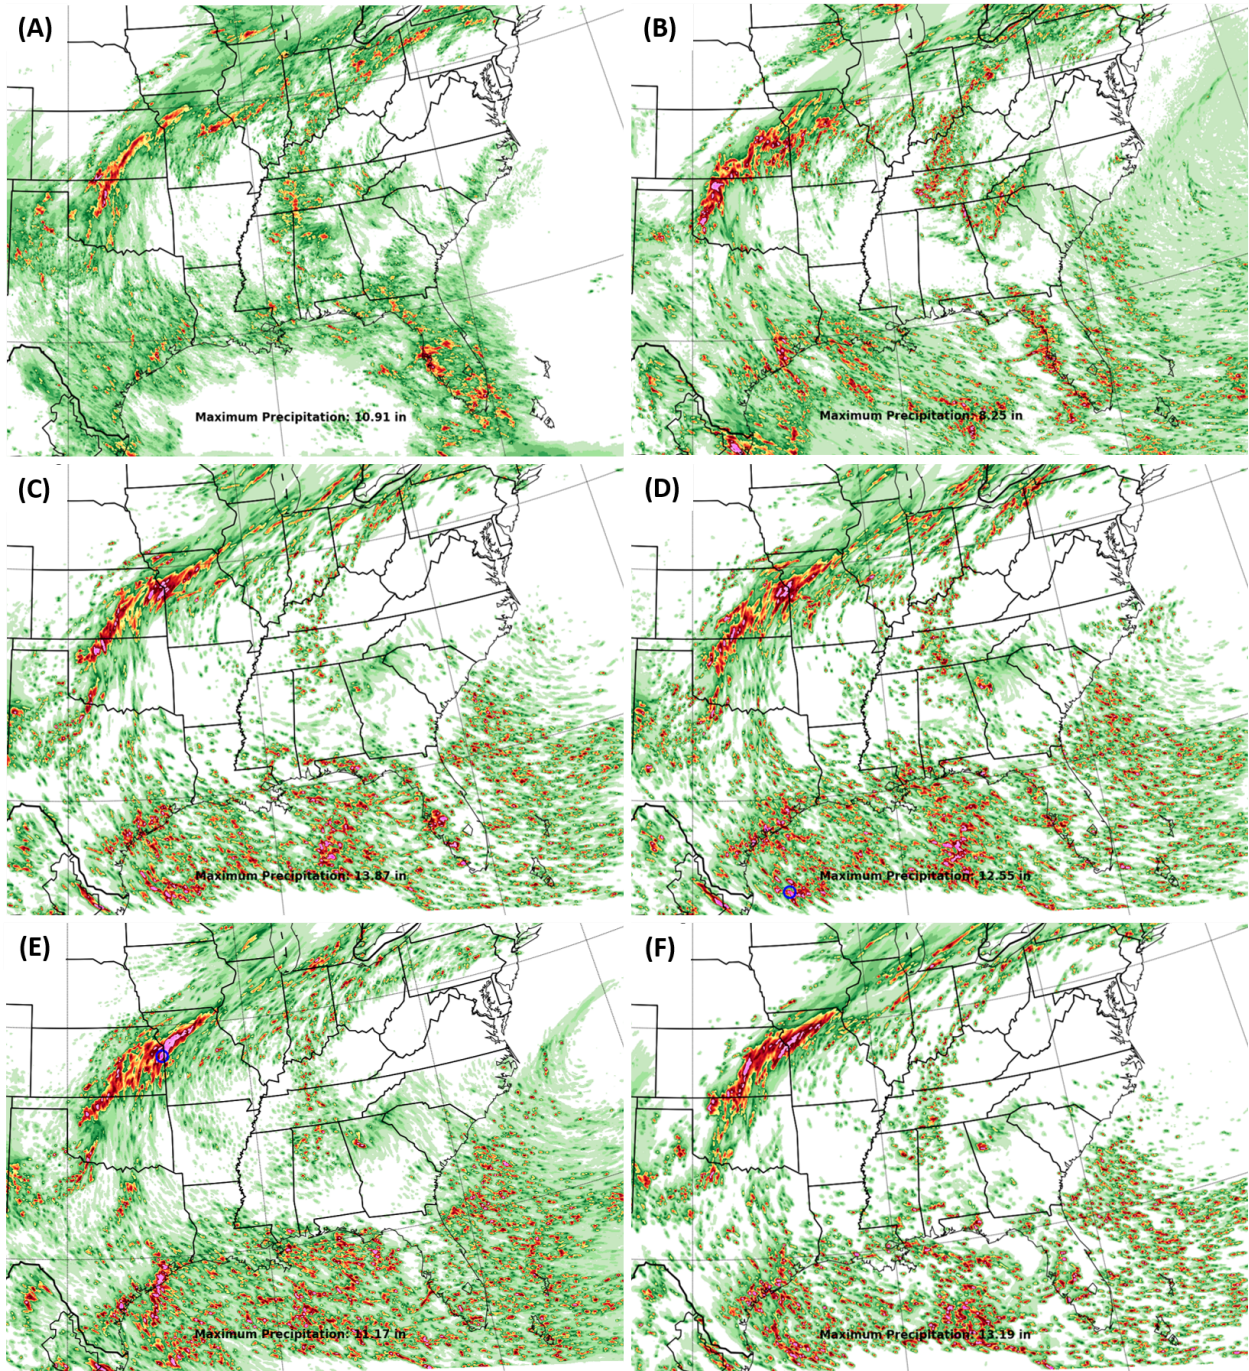 (A)
(B)
Maximum Precipitation: 10.91 in
Maximum Precipitation: 8.25 in
(C)
(D)
Maximum Precipitation: 13.87 in
Maximum Precipitation: 12.55 in
(E)
(F)
Maximum Precipitation: 11.17 in
Maximum Precipitation: 13.19 in